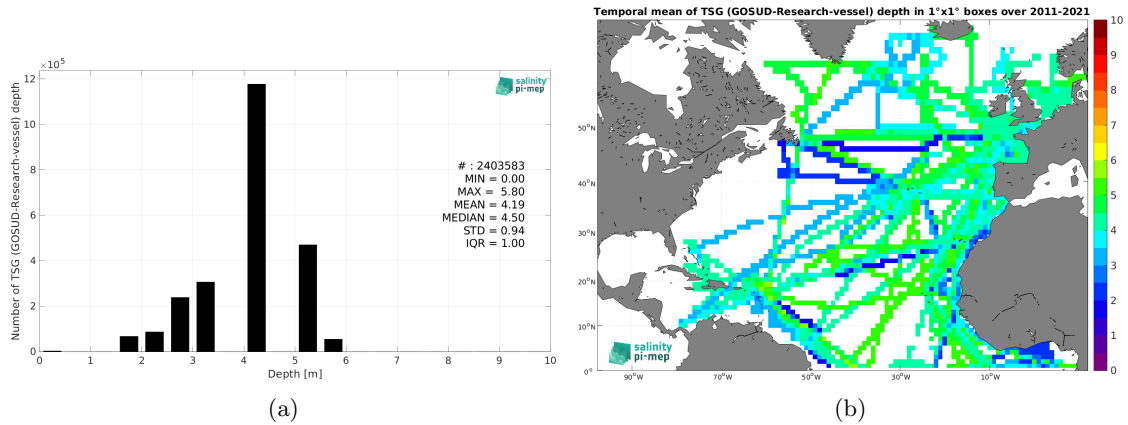 ×10⁵
12
10
8
6
4
2
0
Number of TSG (GOSUD-Research-vessel) depth
0 1 2 3 4 5 6 7 8 9 10
Depth [m]
salinity
pi-mep
# : 2403583
MIN = 0.00
MAX = 5.80
MEAN = 4.19
MEDIAN = 4.50
STD = 0.94
IQR = 1.00
(a)
Temporal mean of TSG (GOSUD-Research-vessel) depth in 1°x1° boxes over 2011-2021
50°N
40°N
30°N
20°N
10°N
0°
90°W 70°W 50°W 30°W 10°W
salinity
pi-mep
10
9
8
7
6
5
4
3
2
1
0
(b)